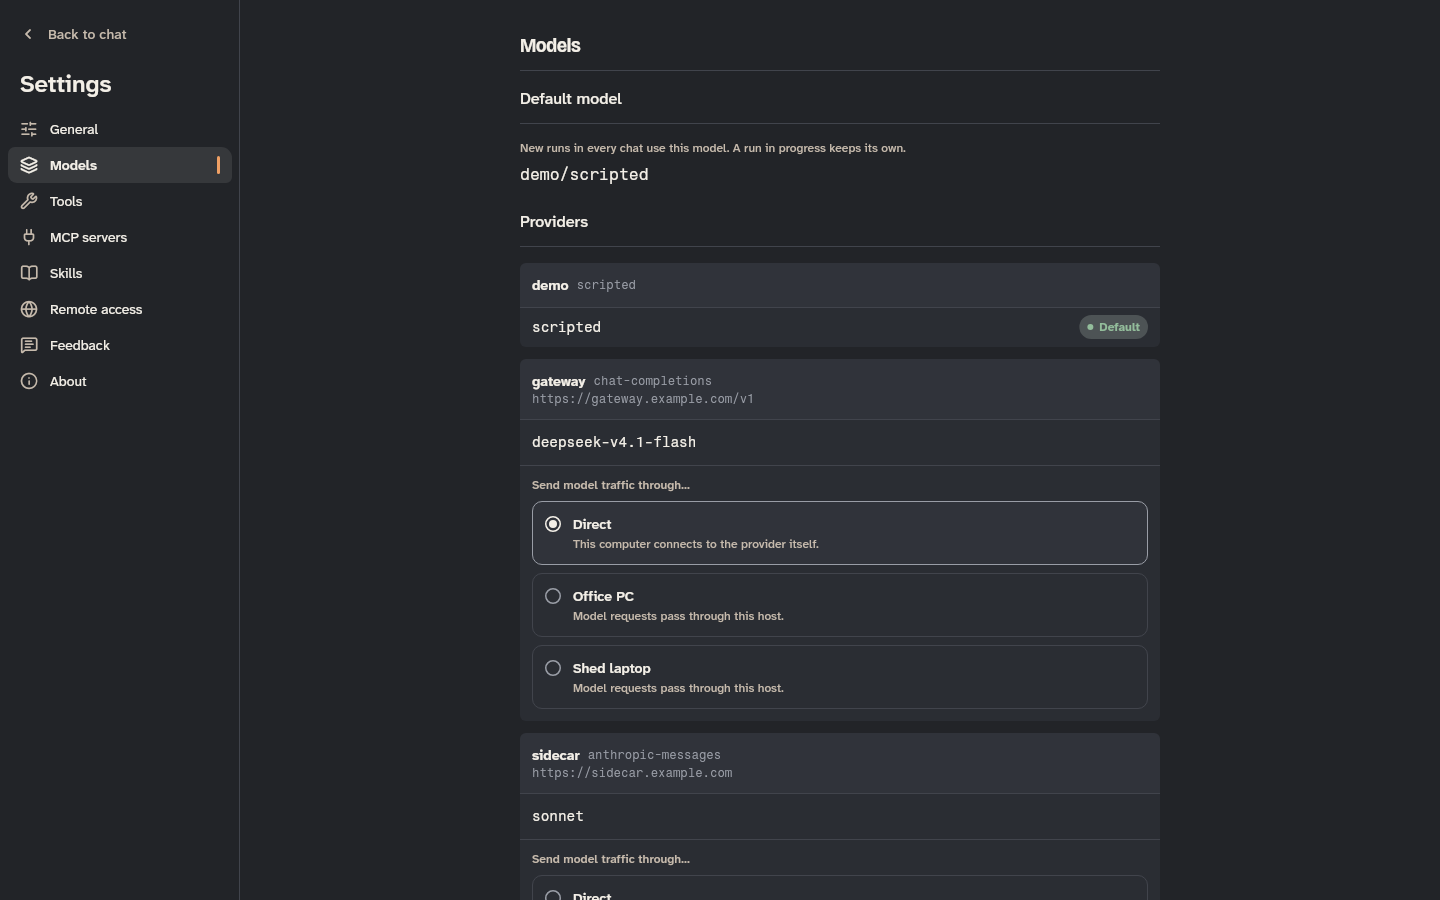 Back to chat
Settings
General
Models
Tools
MCP servers
Skills
Remote access
Feedback
About
Models
Default model
New runs in every chat use this model. A run in progress keeps its own.
demo/scripted
Providers
demo scripted
scripted
Default
gateway chat-completions
https://gateway.example.com/v1
deepseek-v4.1-flash
Send model traffic through...
Direct
This computer connects to the provider itself.
Office PC
Model requests pass through this host.
Shed laptop
Model requests pass through this host.
sidecar anthropic-messages
https://sidecar.example.com
sonnet
Send model traffic through...
Direct